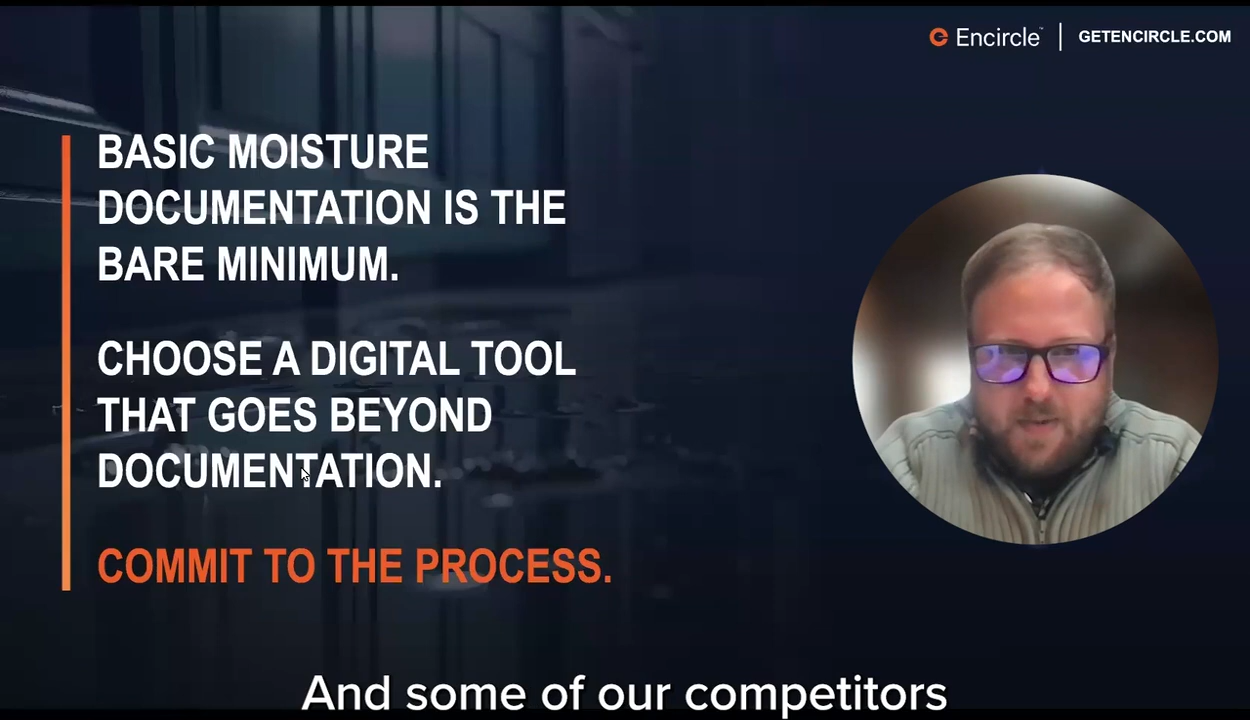 Encircle™ | GETENCIRCLE.COM
BASIC MOISTURE
DOCUMENTATION IS THE
BARE MINIMUM.
CHOOSE A DIGITAL TOOL
THAT GOES BEYOND
DOCUMENTATION.
COMMIT TO THE PROCESS.
And some of our competitors